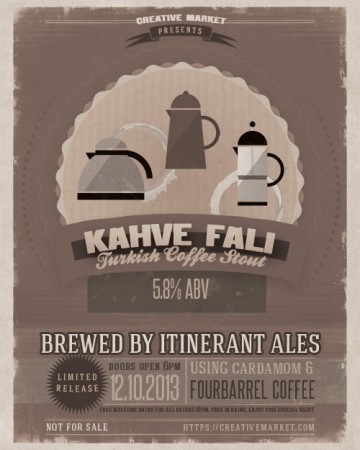 CREATIVE MARKET
PRESENTS
KAHVE FALI
Turkish Coffee Stout
5.8% ABV
BREWED BY ITINERANT ALES
LIMITED
RELEASE
DOORS OPEN 6PM
12.10.2013
USING CARDAMOM &
FOURBARREL COFFEE
NOT FOR SALE
HTTPS://CREATIVEMARKET.COM